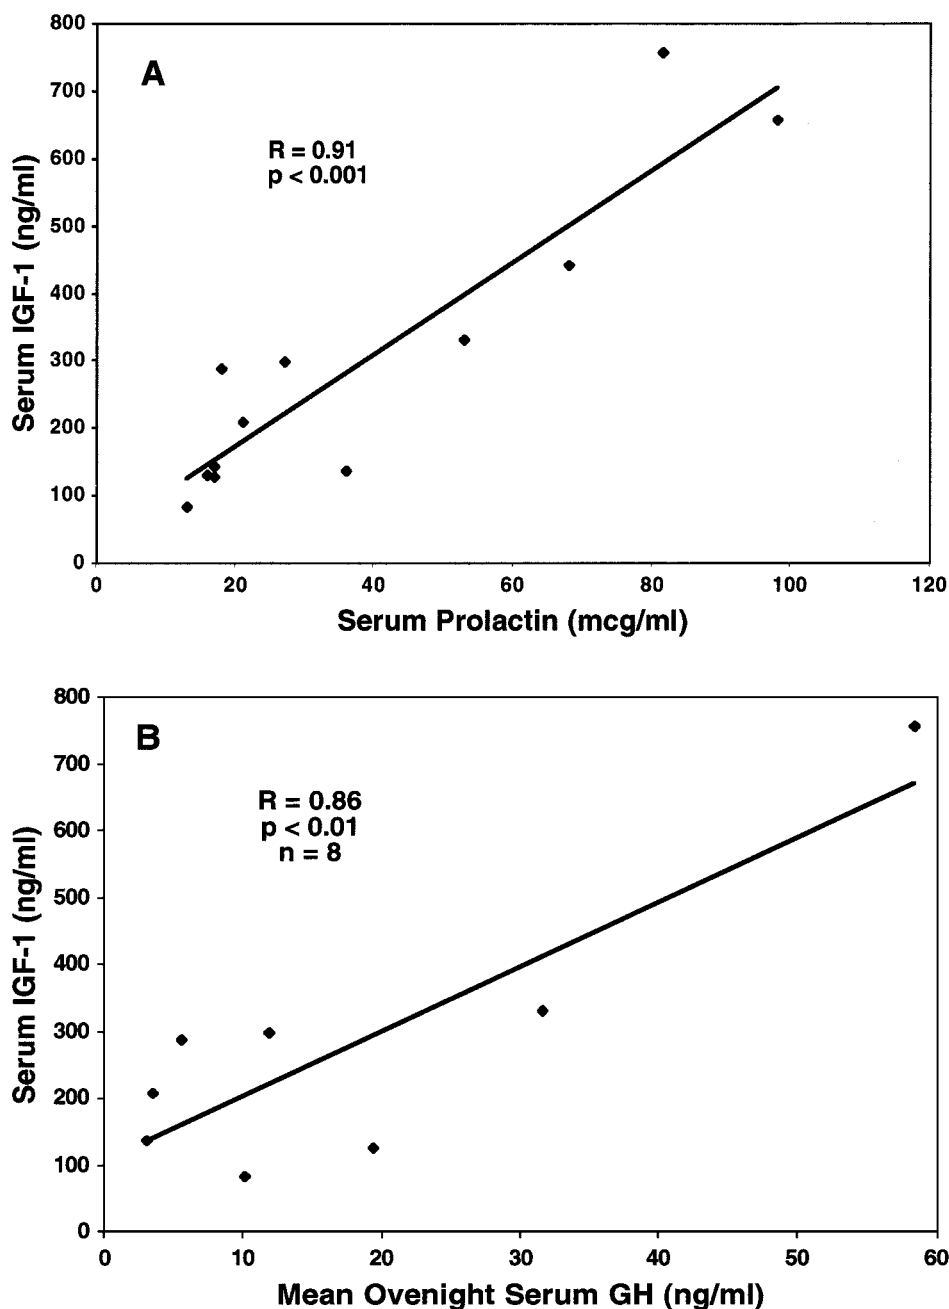 800
A
700
R = 0.91
p < 0.001
600
500
400
300
200
100
0
Serum IGF-1 (ng/ml)
0 20 40 60 80 100 120
Serum Prolactin (mcg/ml)
800
B
700
R = 0.86
p < 0.01
n = 8
600
500
400
300
200
100
0
Serum IGF-1 (ng/ml)
0 10 20 30 40 50 60
Mean Ovenight Serum GH (ng/ml)